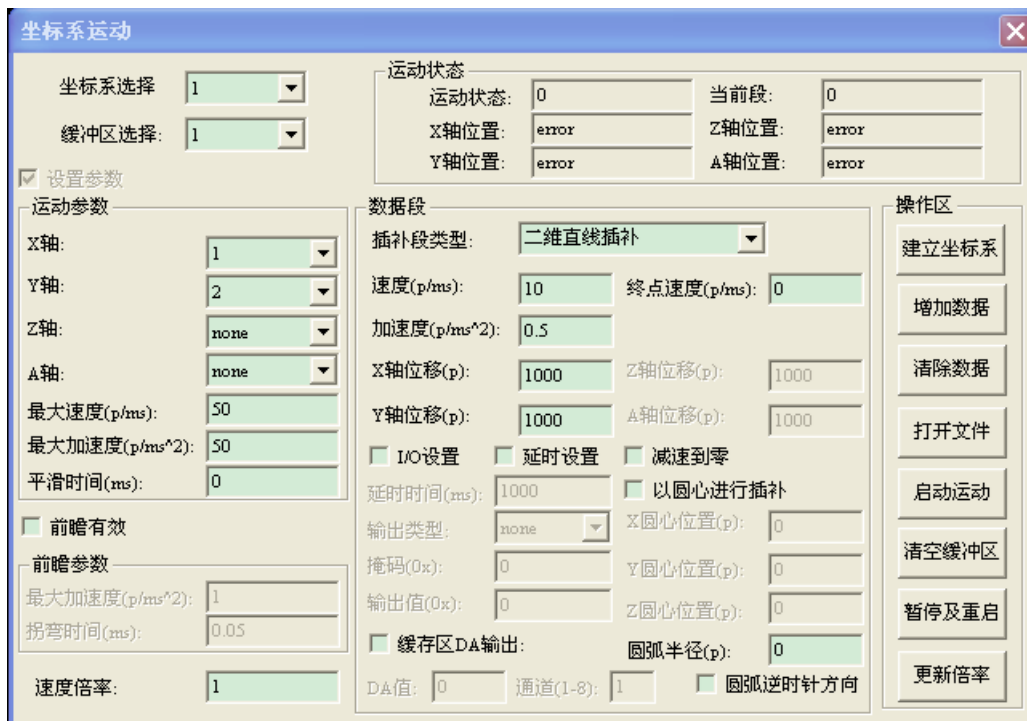 坐标系运动
坐标系选择 1
缓冲区选择: 1
设置参数
运动状态
运动状态: 0 当前段: 0
X轴位置: error Z轴位置: error
Y轴位置: error A轴位置: error
运动参数
X轴: 1
Y轴: 2
Z轴: none
A轴: none
最大速度(p/ms): 50
最大加速度(p/ms^2): 50
平滑时间(ms): 0
前瞻有效
前瞻参数
最大加速度(p/ms^2): 1
拐弯时间(ms): 0.05
速度倍率: 1
数据段
插补段类型: 二维直线插补
速度(p/ms): 10 终点速度(p/ms): 0
加速度(p/ms^2): 0.5
X轴位移(p): 1000 Z轴位移(p): 1000
Y轴位移(p): 1000 A轴位移(p): 1000
I/O设置 延时设置 减速到零
延时时间(ms): 1000 以圆心进行插补
输出类型: none X圆心位置(p): 0
掩码(0x): 0 Y圆心位置(p): 0
输出值(0x): 0 Z圆心位置(p): 0
缓存区DA输出: 圆弧半径(p): 0
DA值: 0 通道(1-8): 1 圆弧逆时针方向
操作区
建立坐标系
增加数据
清除数据
打开文件
启动运动
清空缓冲区
暂停及重启
更新倍率